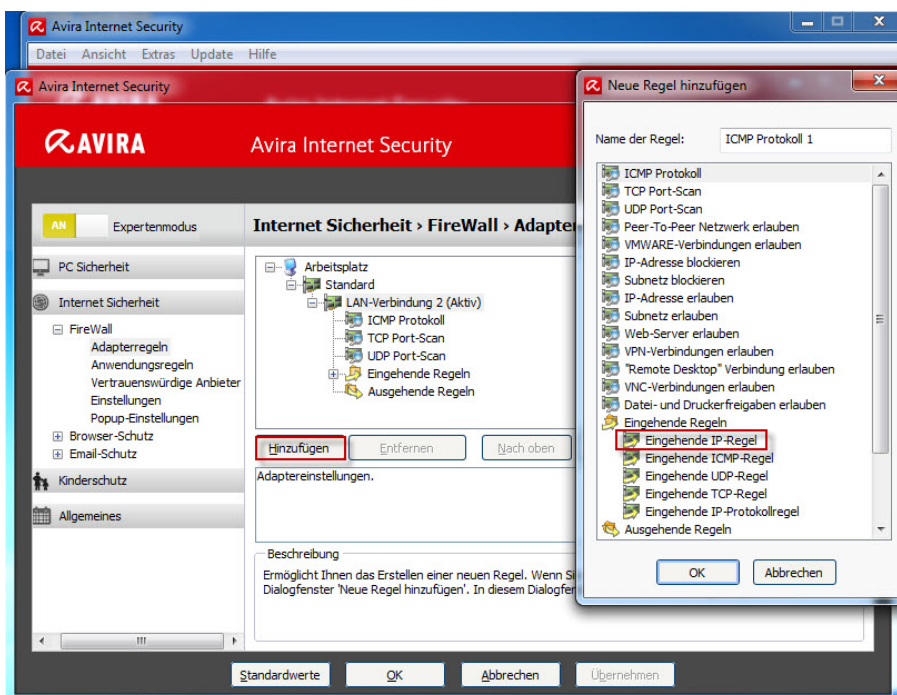 Avira Internet Security
Datei Ansicht Extras Update Hilfe
Avira Internet Security
AVIRA
Avira Internet Security
AN
Expertenmodus
PC Sicherheit
Internet Sicherheit
FireWall
Adapterregeln
Anwendungsregeln
Vertrauenswürdige Anbieter
Einstellungen
Popup-Einstellungen
Browser-Schutz
Email-Schutz
Kinderschutz
Allgemeines
Internet Sicherheit › FireWall ›
Arbeitsplatz
Standard
LAN-Verbindung 2 (Aktiv)
ICMP Protokoll
TCP Port-Scan
UDP Port-Scan
Eingehende Regeln
Ausgehende Regeln
Hinzufügen
Entfernen
Nach oben
Adaptereinstellungen.
Beschreibung
Ermöglicht Ihnen das Erstellen einer neuen Regel. Wenn
Dialogfenster 'Neue Regel hinzufügen'. In diesem
Standardwerte
OK
Abbrechen
Übernehmen
Neue Regel hinzufügen
Name der Regel:
ICMP Protokoll 1
ICMP Protokoll
TCP Port-Scan
UDP Port-Scan
Peer-To-Peer Netzwerk erlauben
VMWARE-Verbindungen erlauben
IP-Adresse blockieren
Subnetz blockieren
IP-Adresse erlauben
Subnetz erlauben
Web-Server erlauben
VPN-Verbindungen erlauben
"Remote Desktop" Verbindung erlauben
VNC-Verbindungen erlauben
Datei- und Druckerfreigaben erlauben
Eingehende Regeln
Eingehende IP-Regel
Eingehende ICMP-Regel
Eingehende UDP-Regel
Eingehende TCP-Regel
Eingehende IP-Protokollregel
Ausgehende Regeln
OK
Abbrechen